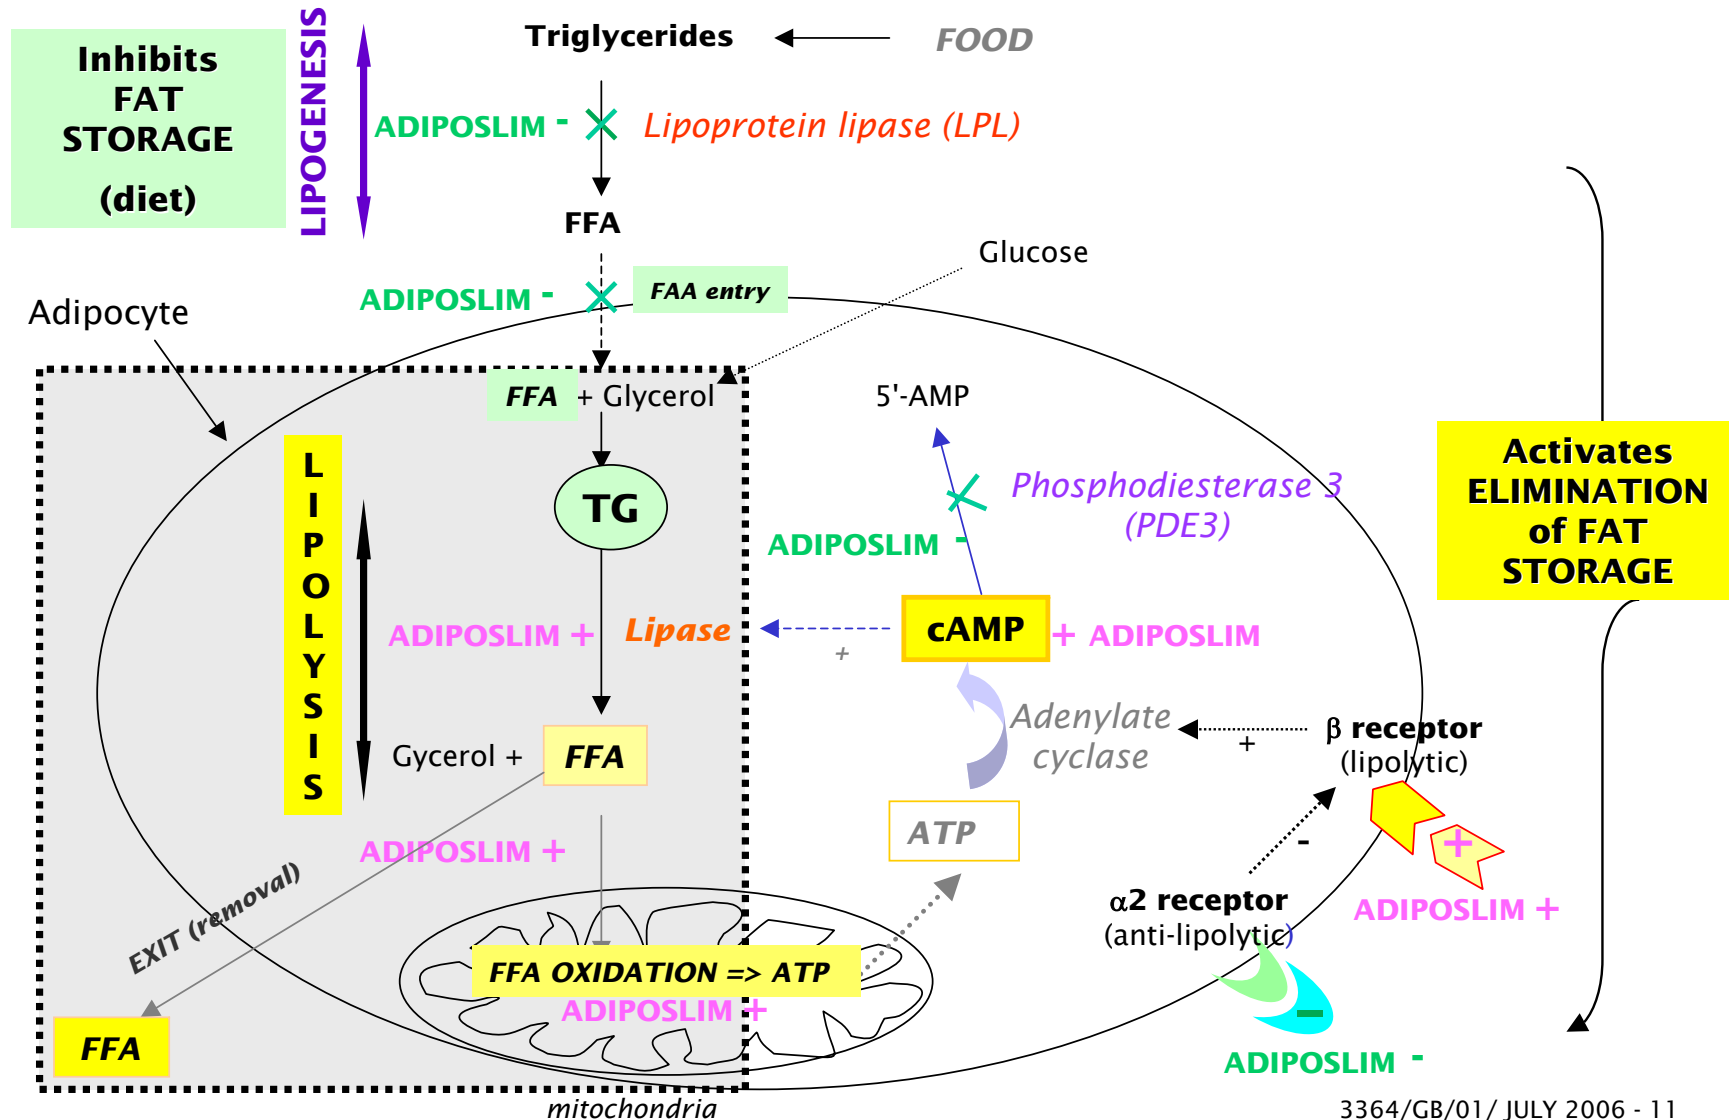 Inhibits
FAT
STORAGE
(diet)
LIPOGENESIS
Triglycerides
FOOD
ADIPOSLIM -
Lipoprotein lipase (LPL)
FFA
Glucose
ADIPOSLIM -
FAA entry
Adipocyte
FFA + Glycerol
5'-AMP
L
I
P
O
L
Y
S
I
S
TG
Phosphodiesterase 3
(PDE3)
ADIPOSLIM -
Activates
ELIMINATION
of FAT
STORAGE
ADIPOSLIM +
Lipase
+
cAMP
+ ADIPOSLIM
Adenylate
cyclase
+
β receptor
(lipolytic)
Gycerol + FFA
ADIPOSLIM +
ATP
-
+
ADIPOSLIM +
α2 receptor
(anti-lipolytic)
EXIT (removal)
FFA OXIDATION => ATP
ADIPOSLIM +
FFA
-
ADIPOSLIM -
mitochondria
3364/GB/01/ JULY 2006 - 11